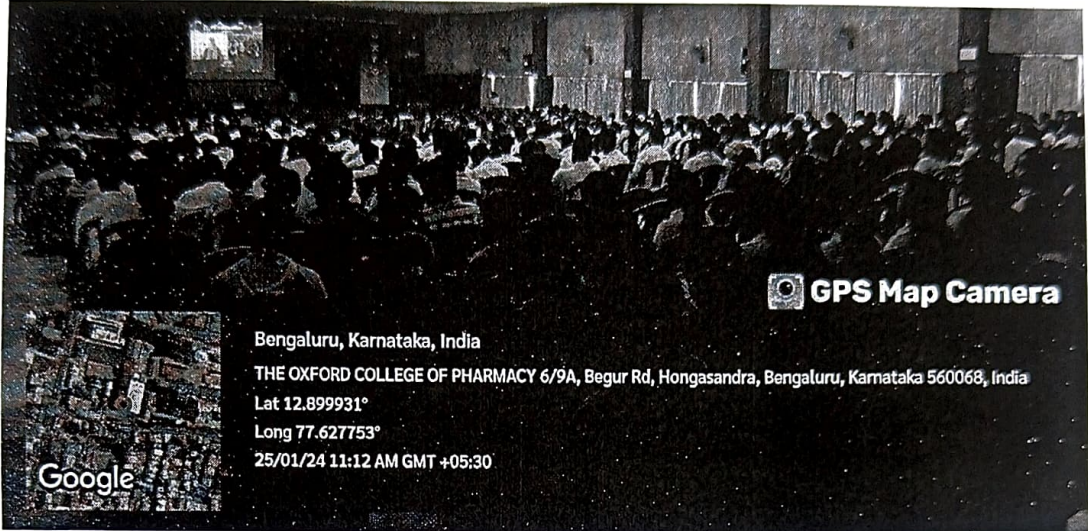 GPS Map Camera
Bengaluru, Karnataka, India
THE OXFORD COLLEGE OF PHARMACY 6/9A, Begur Rd, Hongasandra, Bengaluru, Karnataka 560068, India
Lat 12.899931°
Long 77.627753°
25/01/24 11:12 AM GMT +05:30
Google